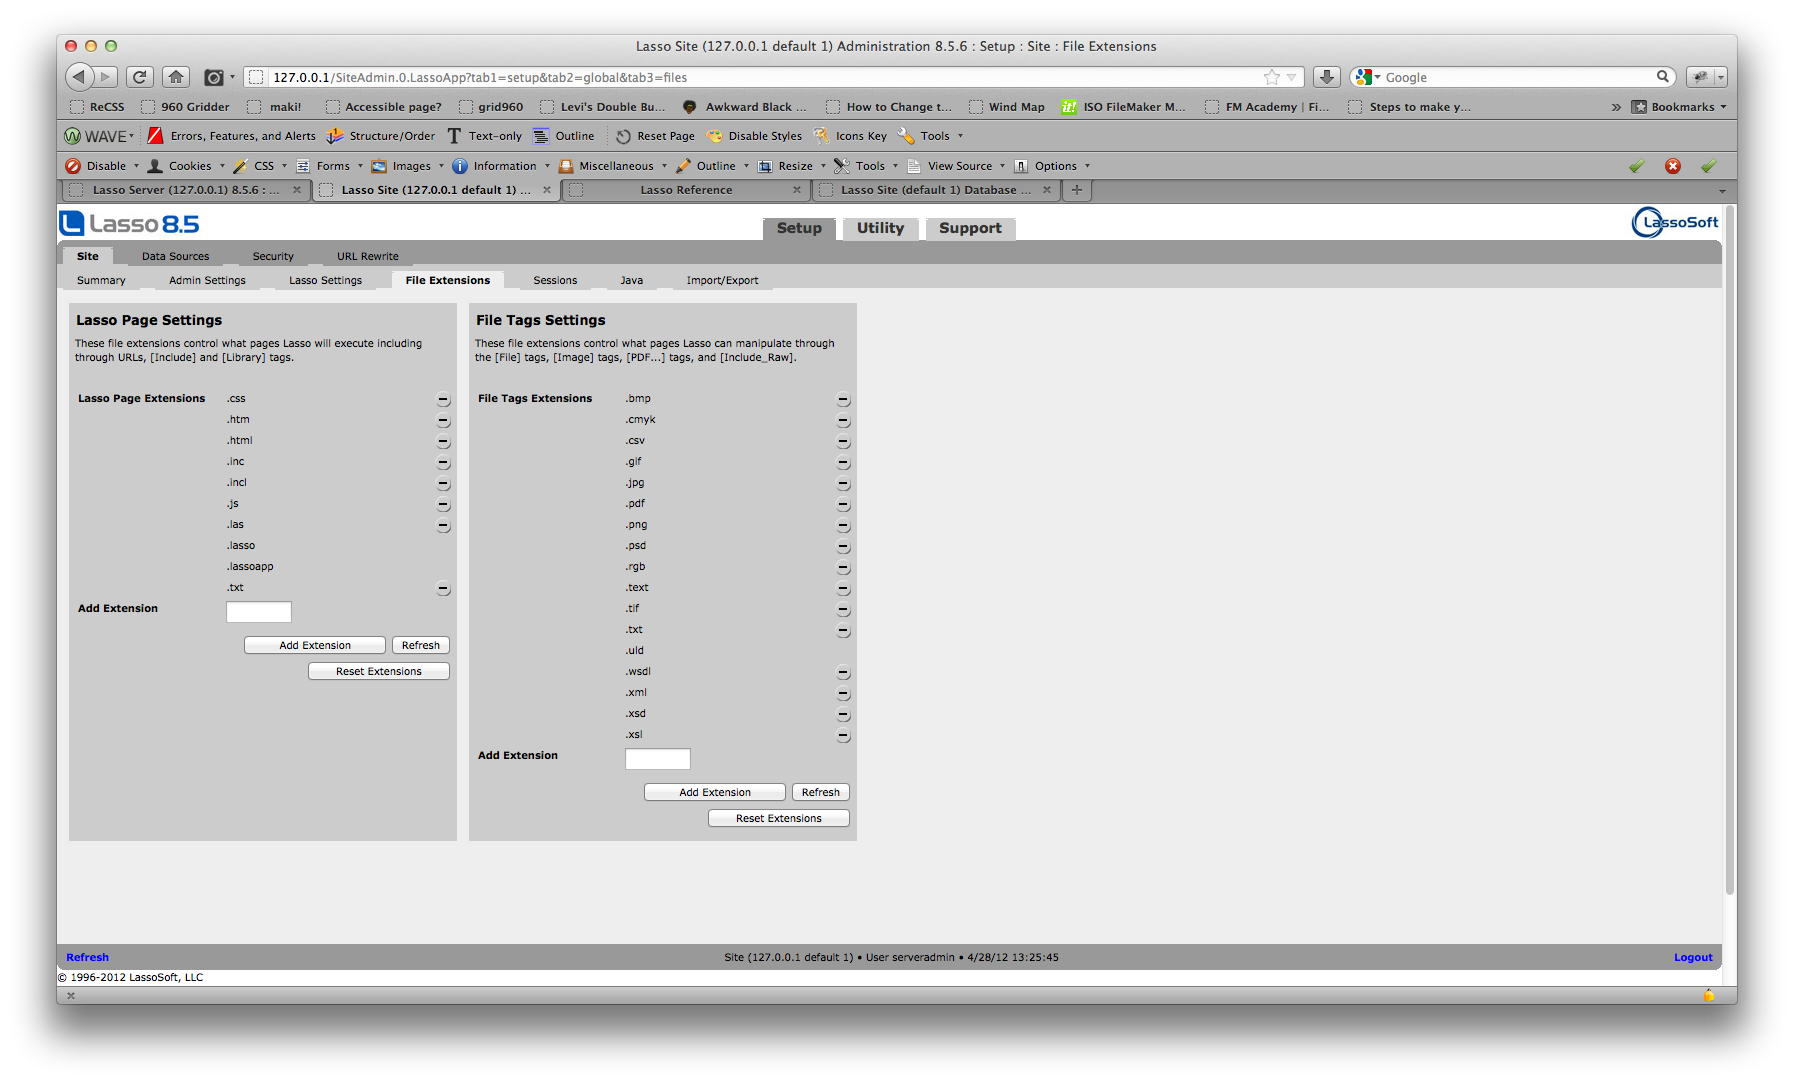 Lasso Site (127.0.0.1 default 1) Administration 8.5.6 : Setup : Site : File Extensions
127.0.0.1/SiteAdmin.0.LassoApp?tab1=setup&tab2=global&tab3=files
Google
ReCSS 960 Gridder maki! Accessible page? grid960 Levi's Double Bu... Awkward Black ... How to Change t... Wind Map it! ISO FileMaker M... FM Academy | Fi... Steps to make y... » Bookmarks
WAVE Errors, Features, and Alerts Structure/Order T Text-only Outline Reset Page Disable Styles Icons Key Tools
Disable Cookies CSS Forms Images Information Miscellaneous Outline Resize Tools View Source Options
Lasso Server (127.0.0.1) 8.5.6 : ... Lasso Site (127.0.0.1 default 1) ... Lasso Reference Lasso Site (default 1) Database ...
Lasso 8.5
Setup Utility Support
LassoSoft
Site Data Sources Security URL Rewrite
Summary Admin Settings Lasso Settings File Extensions Sessions Java Import/Export
Lasso Page Settings
These file extensions control what pages Lasso will execute including
through URLs, [Include] and [Library] tags.
Lasso Page Extensions .css
.htm
.html
.inc
.incl
.js
.las
.lasso
.lassoapp
.txt
Add Extension
Add Extension Refresh
Reset Extensions
File Tags Settings
These file extensions control what pages Lasso can manipulate through
the [File] tags, [Image] tags, [PDF...] tags, and [Include_Raw].
File Tags Extensions .bmp
.cmyk
.csv
.gif
.jpg
.pdf
.png
.psd
.rgb
.text
.tif
.txt
.uld
.wsdl
.xml
.xsd
.xsl
Add Extension
Add Extension Refresh
Reset Extensions
Refresh Site (127.0.0.1 default 1) • User serveradmin • 4/28/12 13:25:45 Logout
© 1996-2012 LassoSoft, LLC